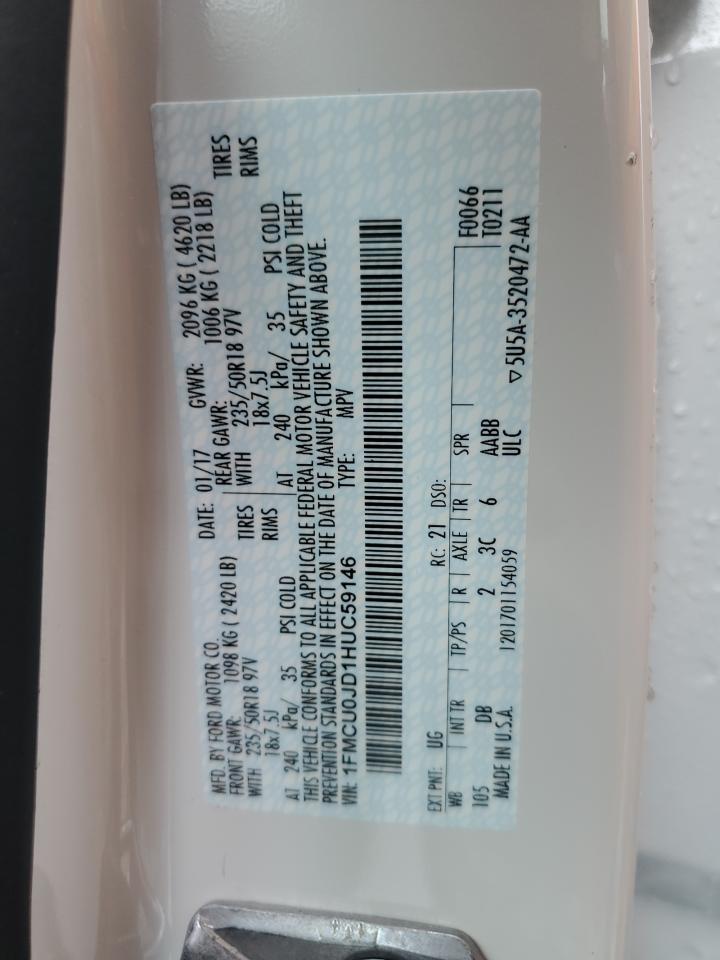 MFD. BY FORD MOTOR CO. DATE: 01/17 GVWR: 2096 KG ( 4620 LB)
FRONT GAWR: 1098 KG ( 2420 LB) REAR GAWR: 1006 KG ( 2218 LB)
WITH 235/50R18 97V TIRES WITH 235/50R18 97V TIRES
18x7.5J RIMS 18x7.5J RIMS
AT 240 kPa/ 35 PSI COLD AT 240 kPa/ 35 PSI COLD
THIS VEHICLE CONFORMS TO ALL APPLICABLE FEDERAL MOTOR VEHICLE SAFETY AND THEFT
PREVENTION STANDARDS IN EFFECT ON THE DATE OF MANUFACTURE SHOWN ABOVE.
VIN: 1FMCU0JD1HUC59146 TYPE: MPV
EXT PNT: UG RC: 21 DSO: F0066
WB INT TR TP/PS R AXLE TR SPR T0211
105 DB 2 3C 6 AABB
MADE IN U.S.A. 1201701154059 ULC ▽5U5A-3520472-AA